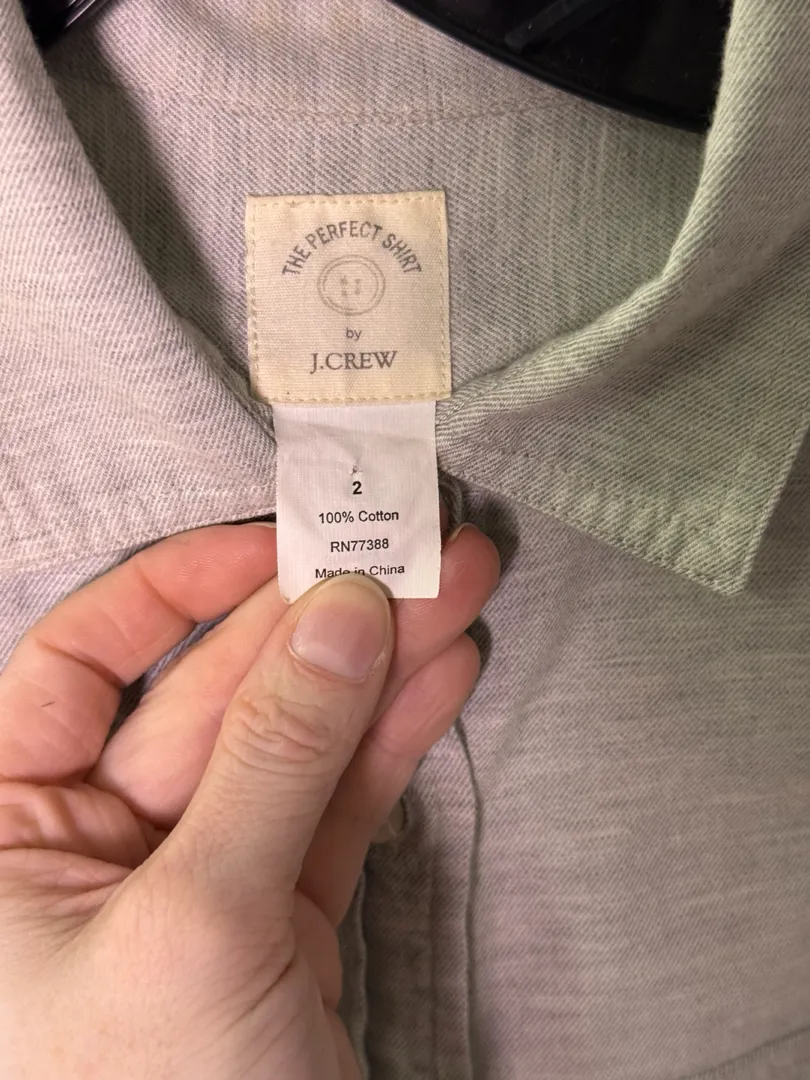 THE PERFECT SHIRT
by
J.CREW
2
100% Cotton
RN77388
Made in China